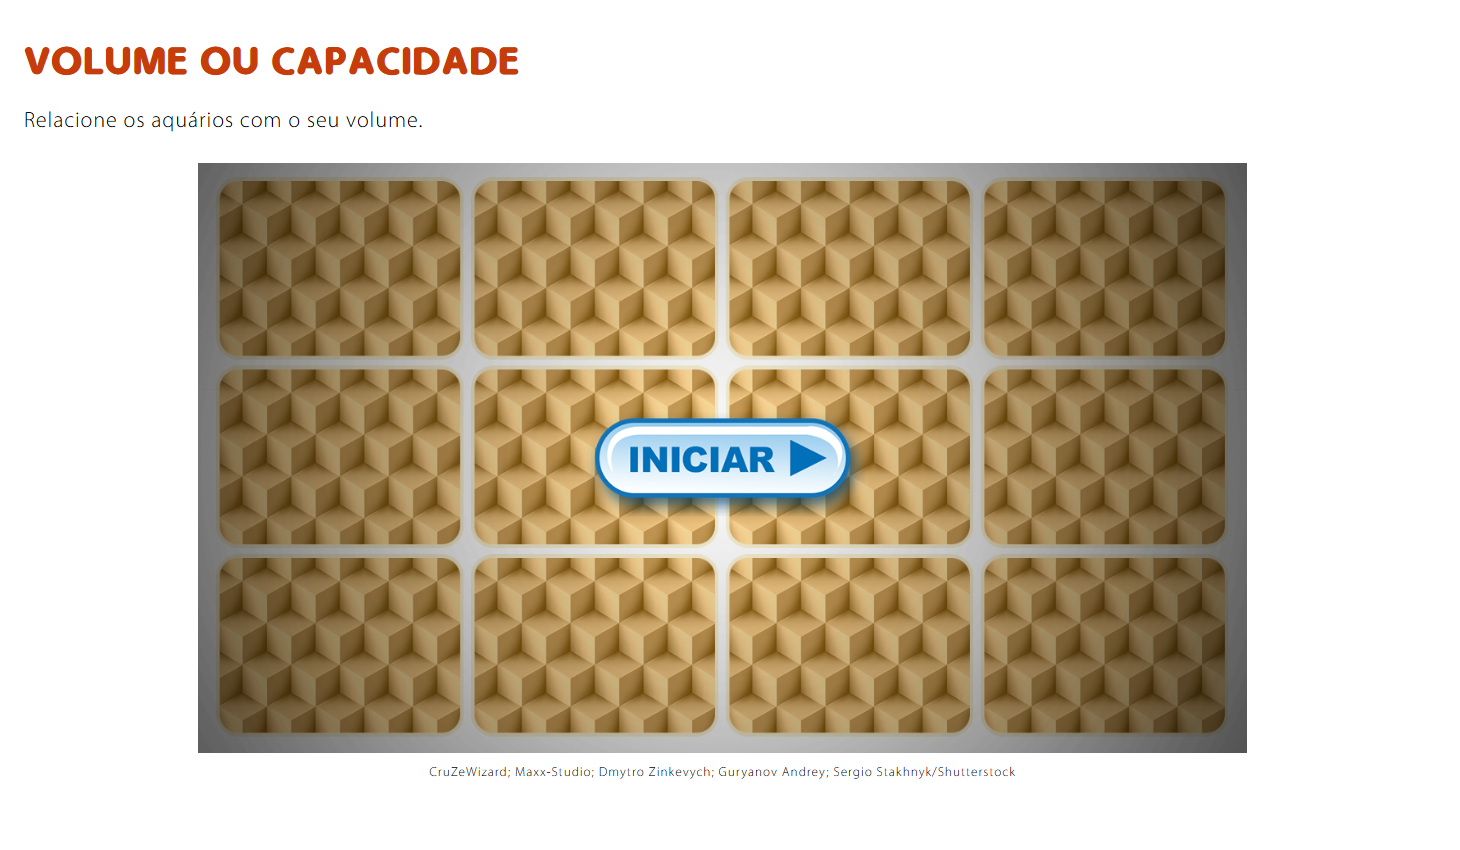 VOLUME OU CAPACIDADE
Relacione os aquários com o seu volume.
INICIAR
CruZeWizard; Maxx-Studio; Dmytro Zinkevych; Guryanov Andrey; Sergio Stakhnyk/Shutterstock